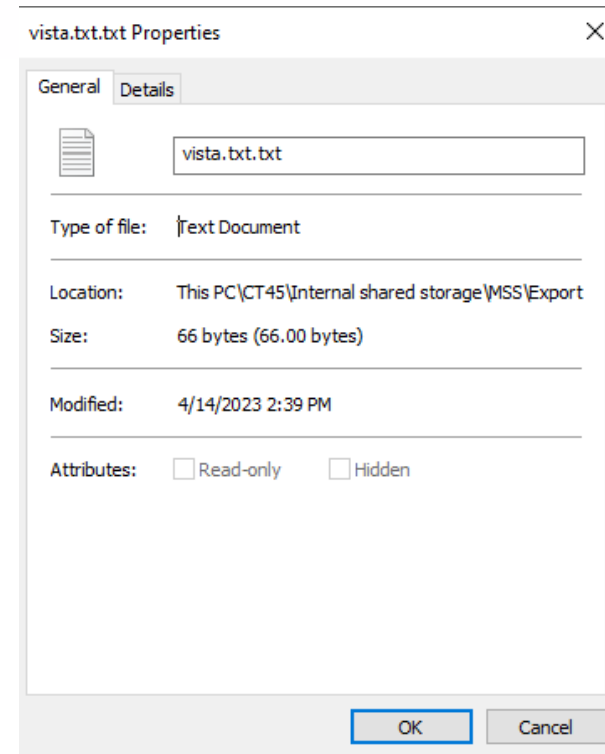 vista.txt.txt Properties
General Details
vista.txt.txt
Type of file: Text Document
Location: This PC\CT45\Internal shared storage\MSS\Export
Size: 66 bytes (66.00 bytes)
Modified: 4/14/2023 2:39 PM
Attributes: Read-only Hidden
OK Cancel